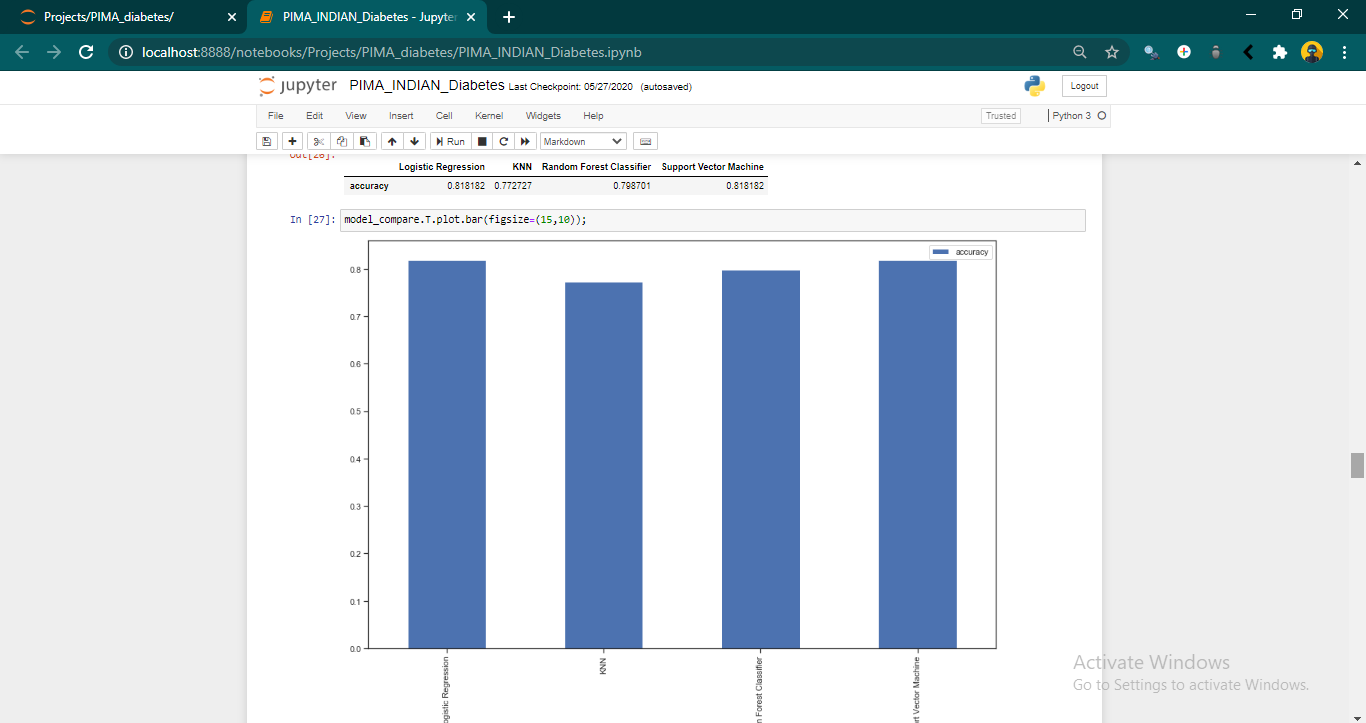 Projects/PIMA_diabetes/
PIMA_INDIAN_Diabetes - Jupyter
localhost:8888/notebooks/Projects/PIMA_diabetes/PIMA_INDIAN_Diabetes.ipynb
jupyter PIMA_INDIAN_Diabetes Last Checkpoint: 05/27/2020 (autosaved)
Logout
File Edit View Insert Cell Kernel Widgets Help
Trusted
Python 3
Run
Markdown
Out[26]:
Logistic Regression KNN Random Forest Classifier Support Vector Machine
accuracy 0.818182 0.772727 0.798701 0.818182
In [27]: model_compare.T.plot.bar(figsize=(15,10));
accuracy
0.8
0.7
0.6
0.5
0.4
0.3
0.2
0.1
0.0
ogistic Regression
KNN
Forest Classifier
Vector Machine
Activate Windows
Go to Settings to activate Windows.